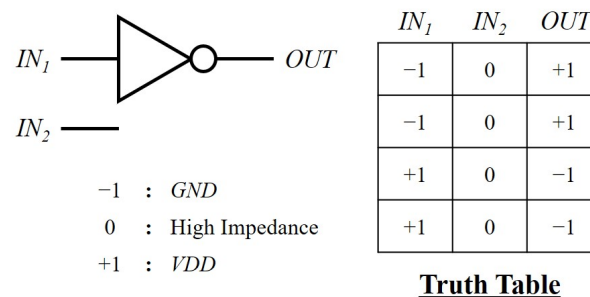 IN₁ OUT
IN₂
−1 : GND
0 : High Impedance
+1 : VDD
IN₁ IN₂ OUT
−1 0 +1
−1 0 +1
+1 0 −1
+1 0 −1
Truth Table